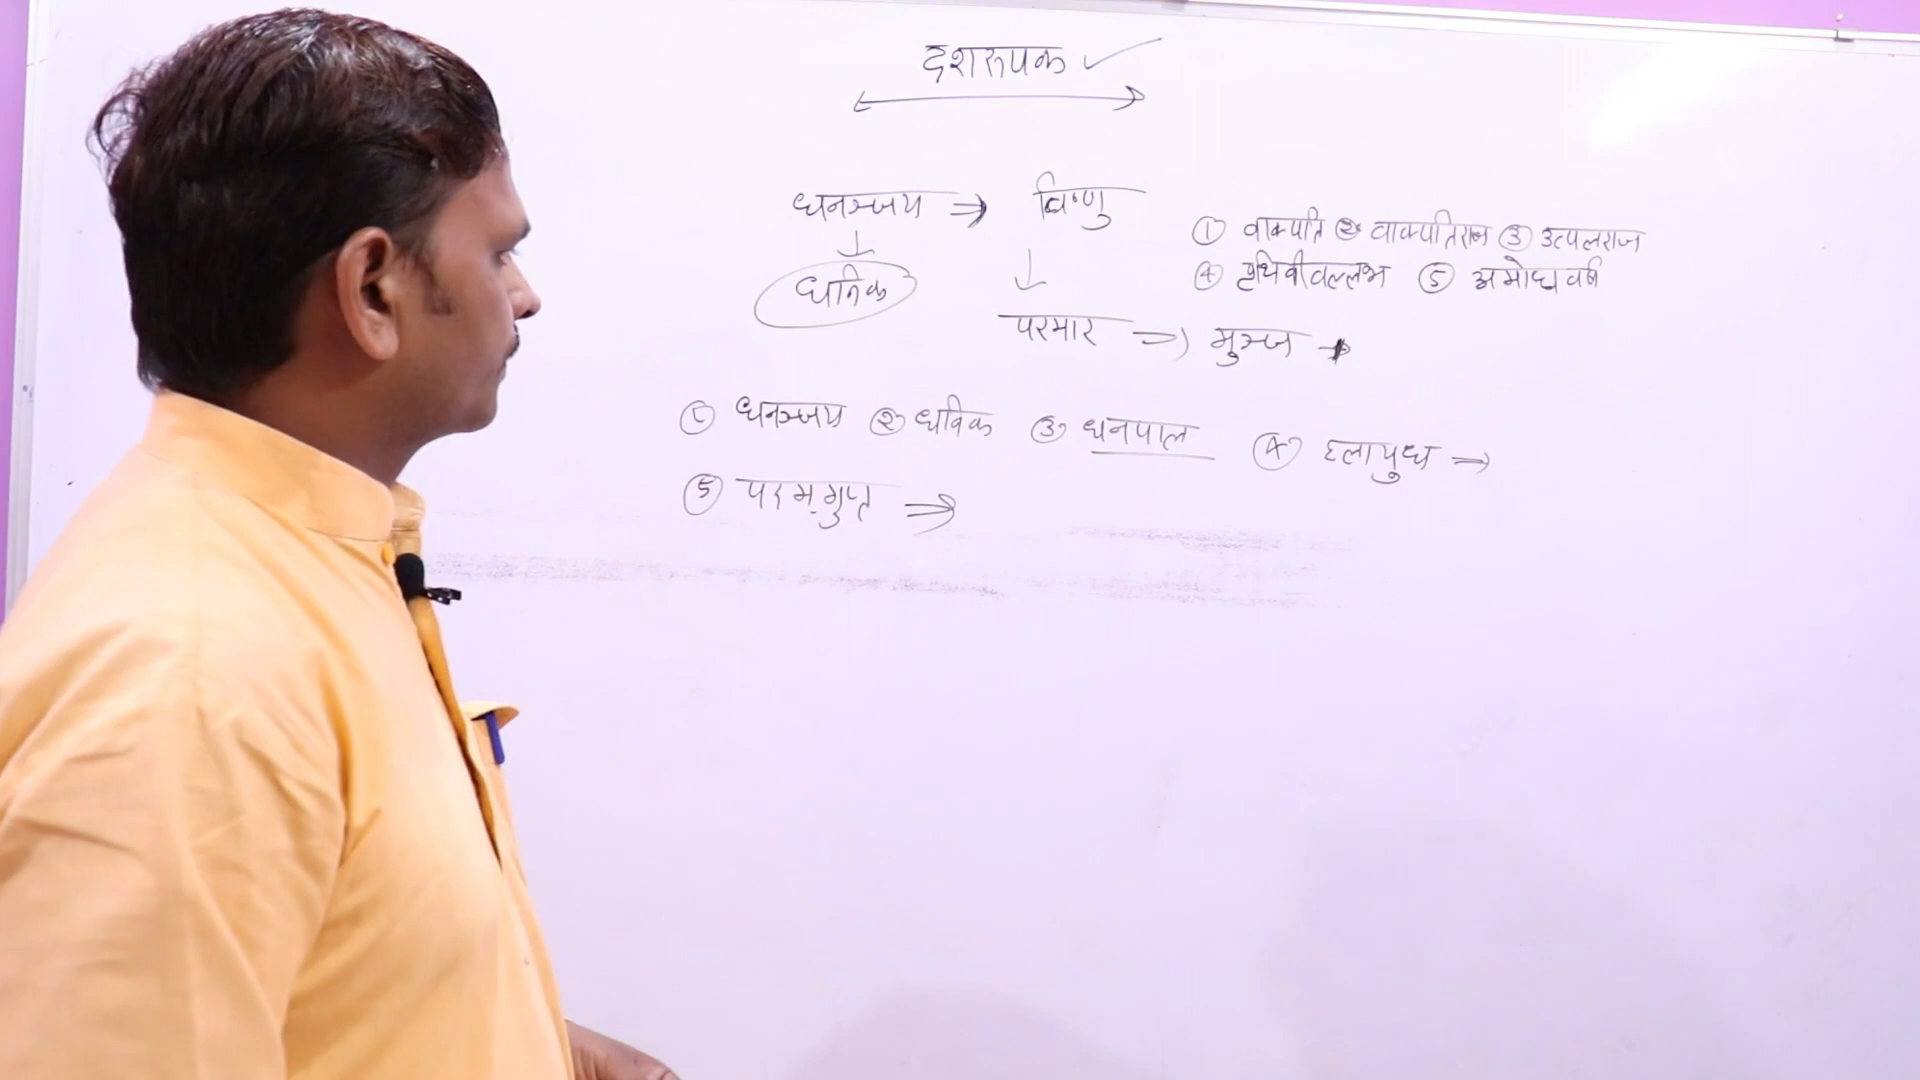 दशरूपक ✓
धनञ्जय ⇒ विष्णु
↓ ↓
धनिक
① वाक्पति ② वाक्पतिराज ③ उत्पलराज
④ पृथिवीवल्लभ ⑤ अमोघवर्ष
परमार ⇒ मुञ्ज →
① धनञ्जय ② धनिक ③ धनपाल ④ हलायुध →
⑤ पदमगुप्त ⇒